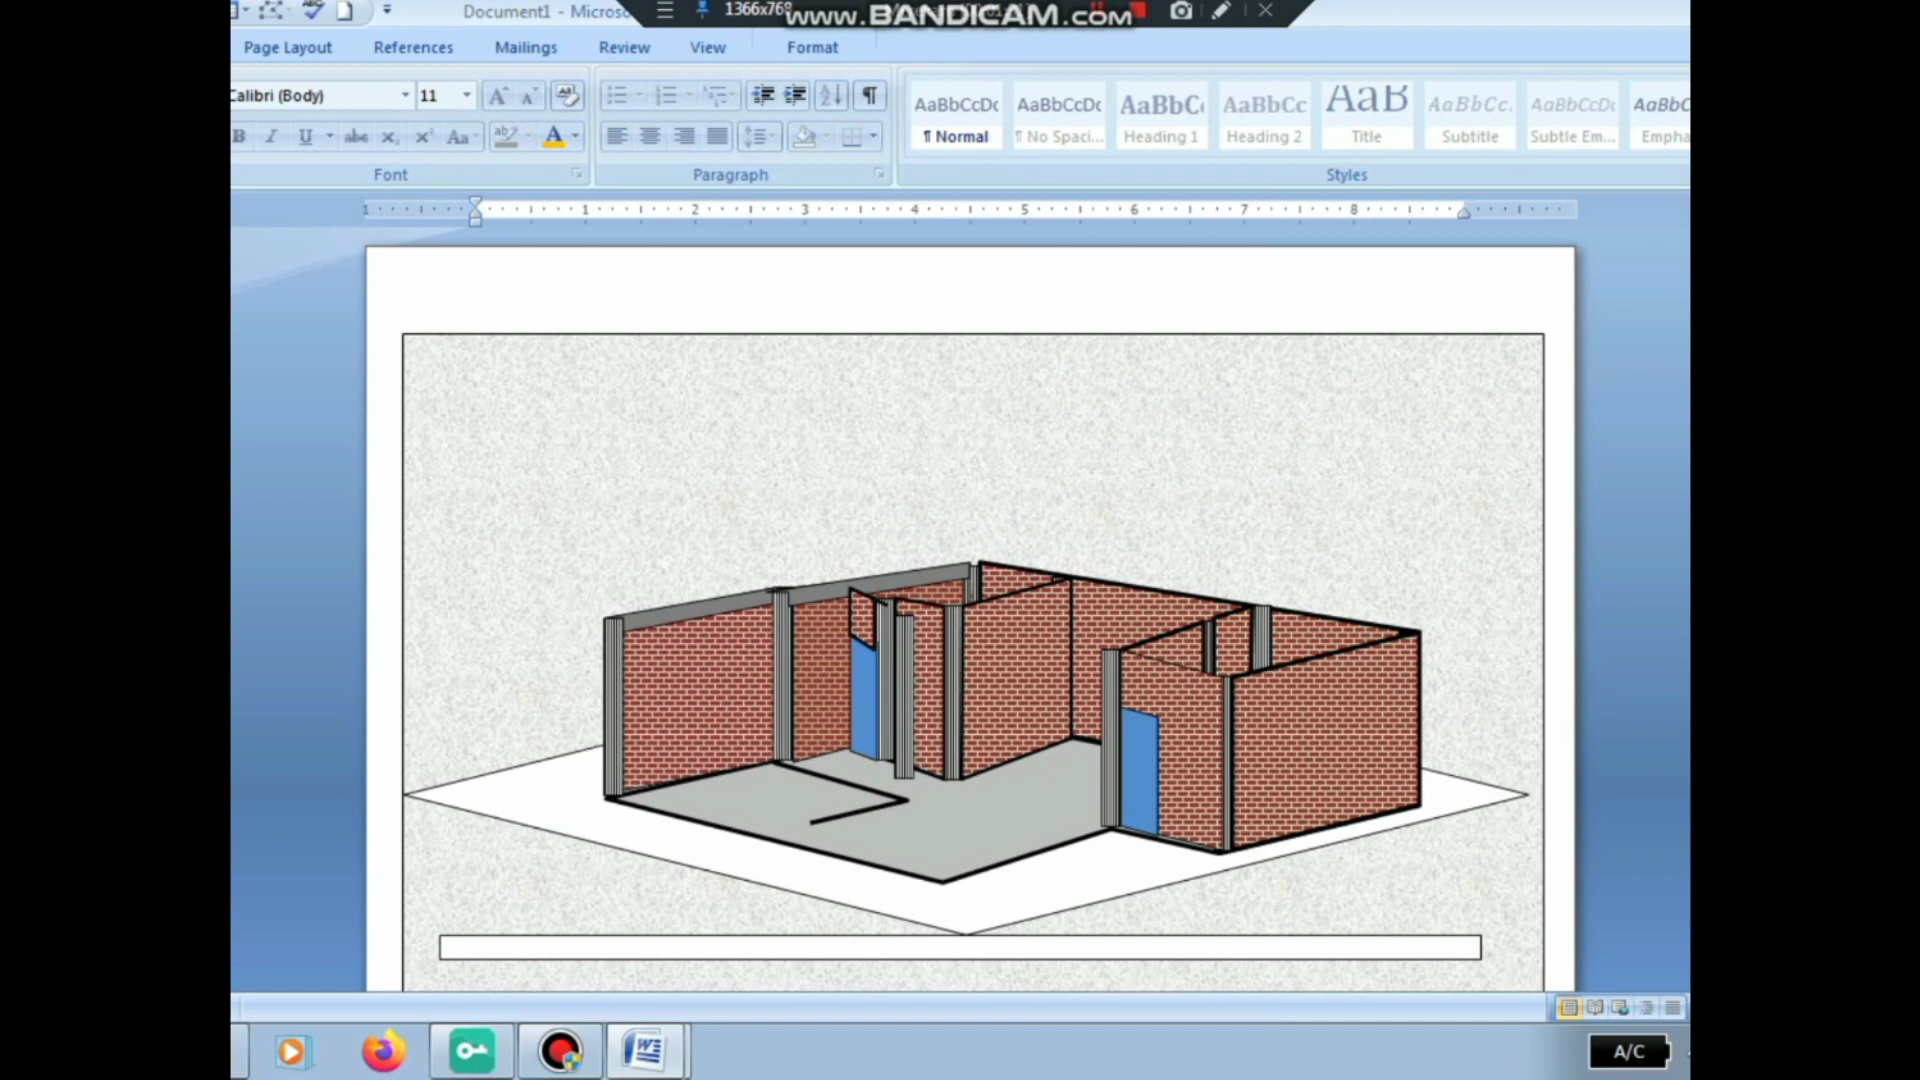 Document1 - Microso
1366x768
www.BANDICAM.com
Page Layout References Mailings Review View Format
Calibri (Body) 11
AaBbCcDc AaBbCcDc AaBbC AaBbCc AaB AaBbCc. AaBbCcDc AaBbC
¶ Normal ¶ No Spaci... Heading 1 Heading 2 Title Subtitle Subtle Em... Empha
Font Paragraph Styles
1 1 2 3 4 5 6 7 8
A/C